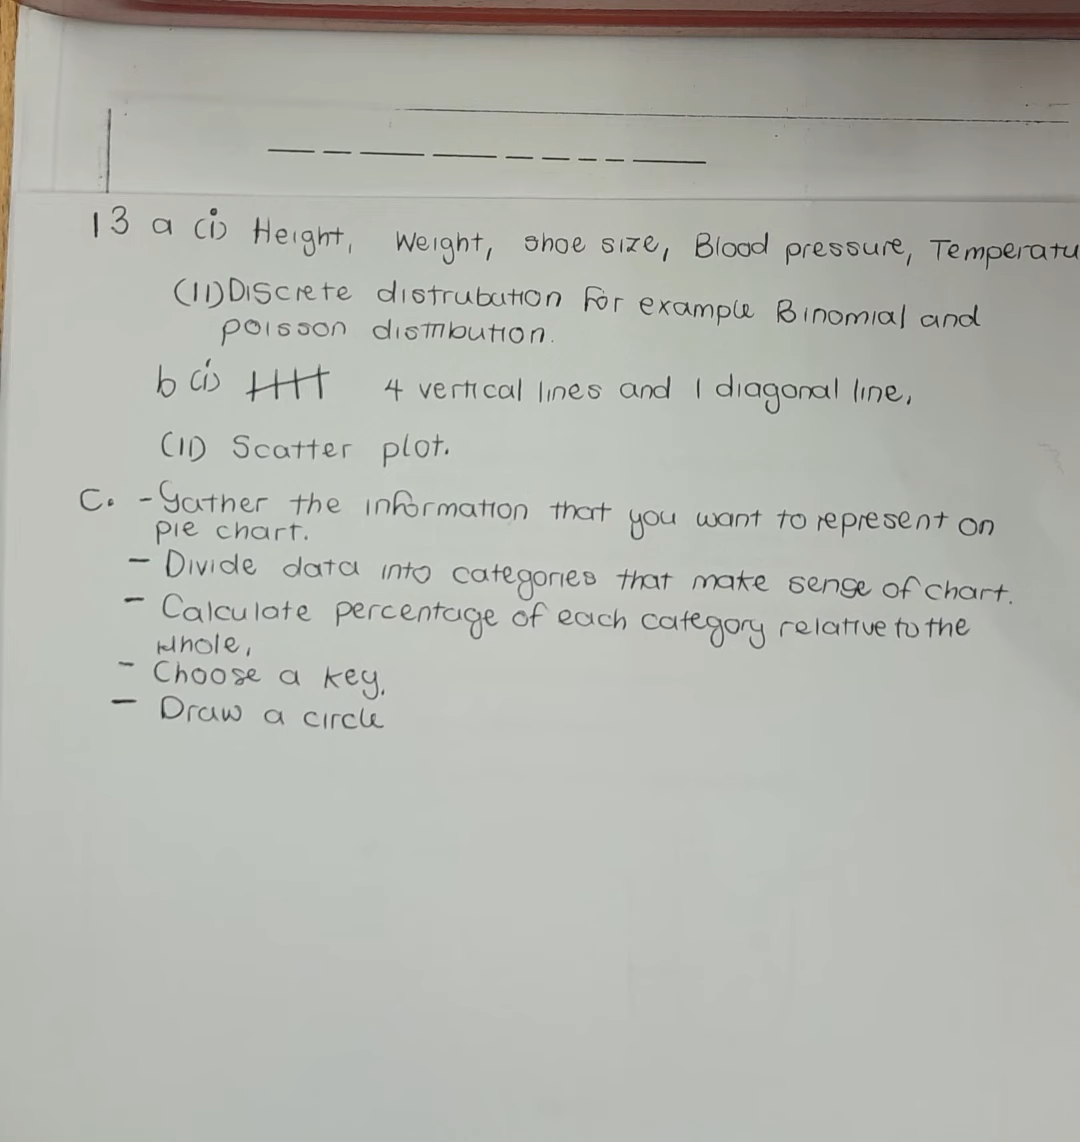 13 a (i) Height, Weight, shoe size, Blood pressure, Temperatu
(II) Discrete distrubution For example Binomial and
poisson distribution.
b (i) 卌 4 vertical lines and 1 diagonal line,
(II) Scatter plot.
C. - Gather the information that you want to represent on
pie chart.
- Divide data into categories that make sense of chart.
- Calculate percentage of each category relative to the
whole,
- Choose a key.
- Draw a circle